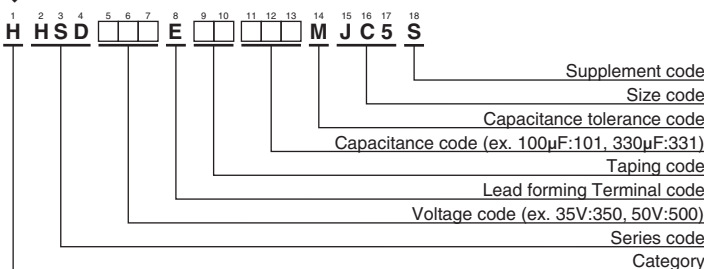 1 2 3 4 5 6 7 8 9 10 11 12 13 14 15 16 17 18
H HSD □□□ E □□ □□□ M JC5 S
Supplement code
Size code
Capacitance tolerance code
Capacitance code (ex. 100µF:101, 330µF:331)
Taping code
Lead forming Terminal code
Voltage code (ex. 35V:350, 50V:500)
Series code
Category